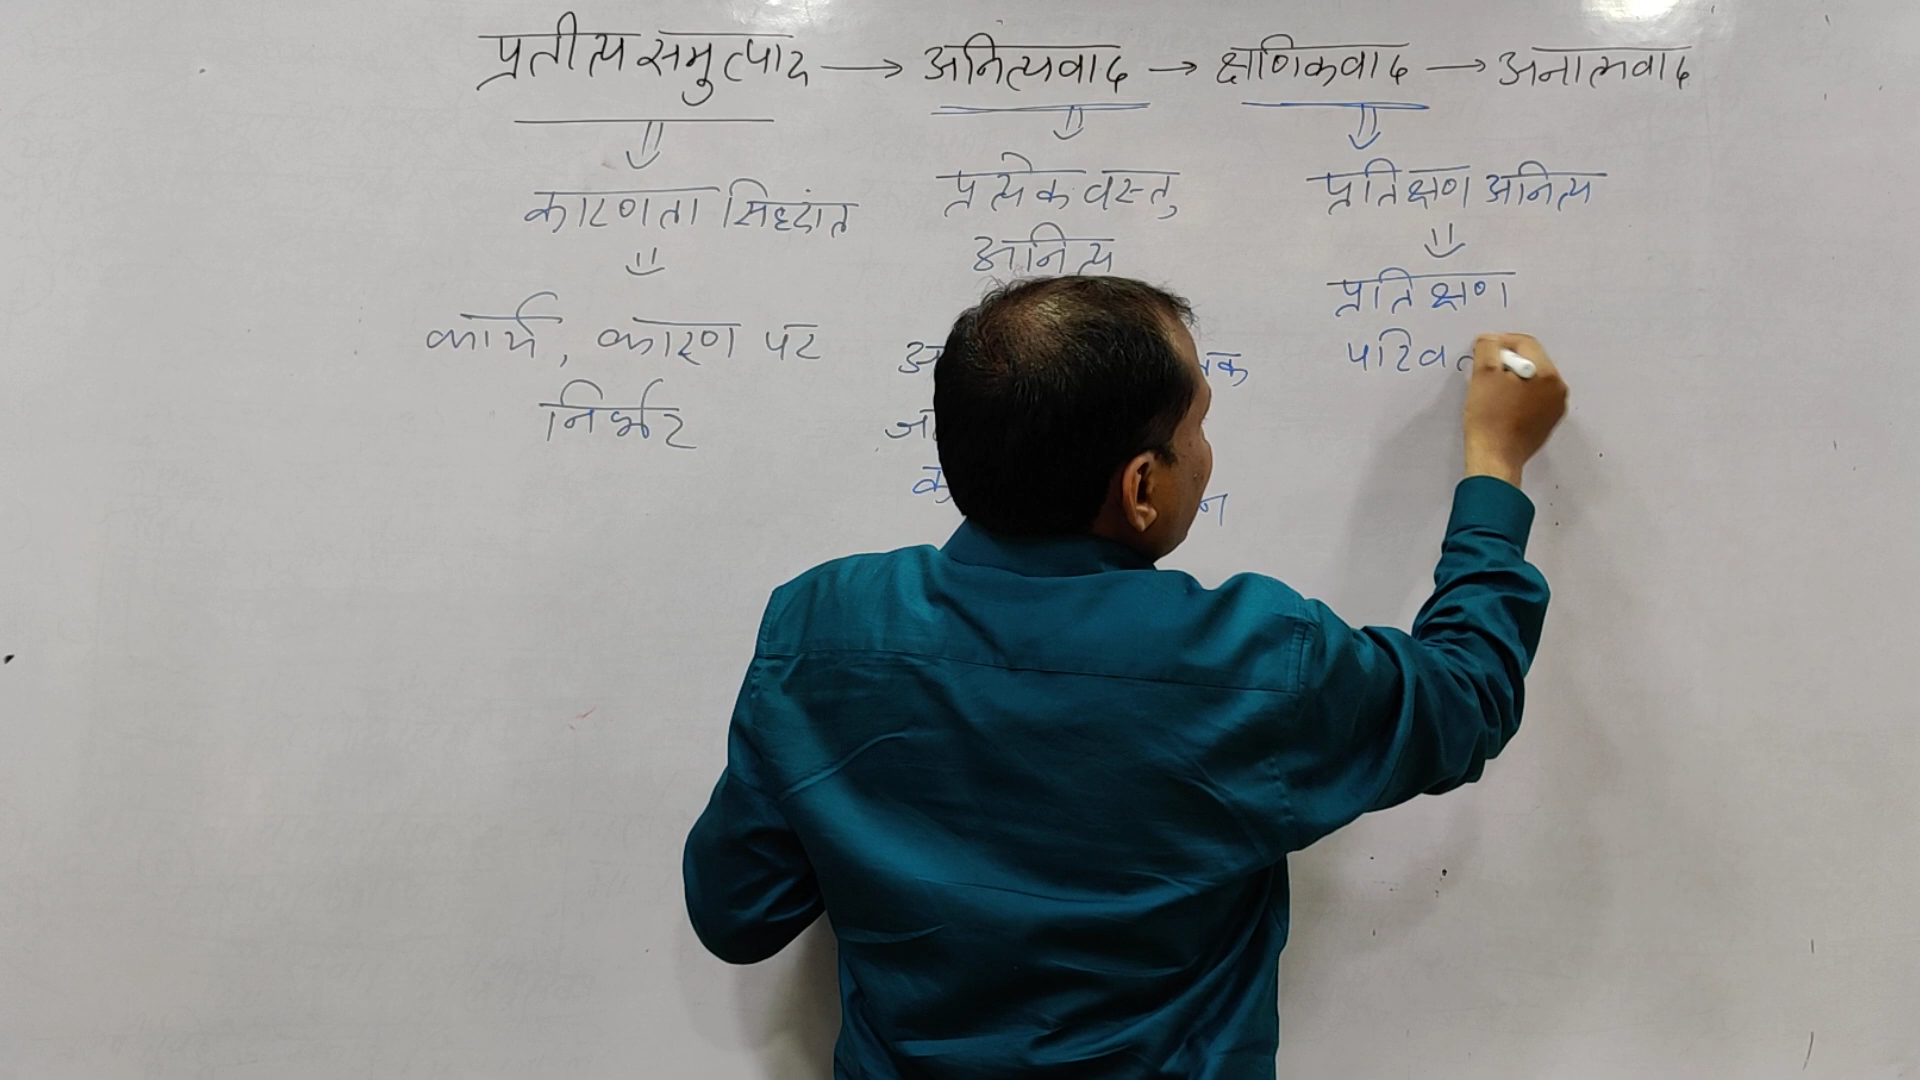 प्रतीत्यसमुत्पाद → अनित्यवाद → क्षणिकवाद → अनात्मवाद
कारणता सिद्धांत
कार्य, कारण पर
निर्भर
प्रत्येक वस्तु
अनित्य
प्रतिक्षण अनित्य
प्रतिक्षण